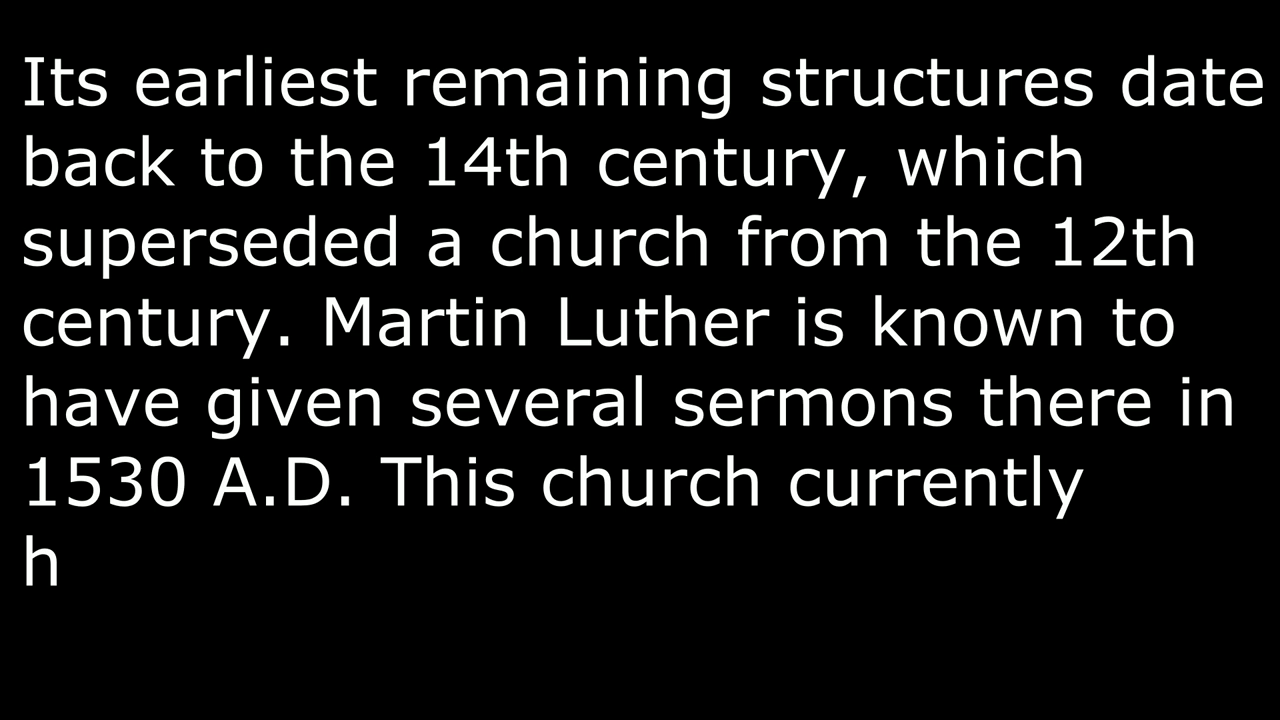 Its earliest remaining structures date
back to the 14th century, which
superseded a church from the 12th
century. Martin Luther is known to
have given several sermons there in
1530 A.D. This church currently
h